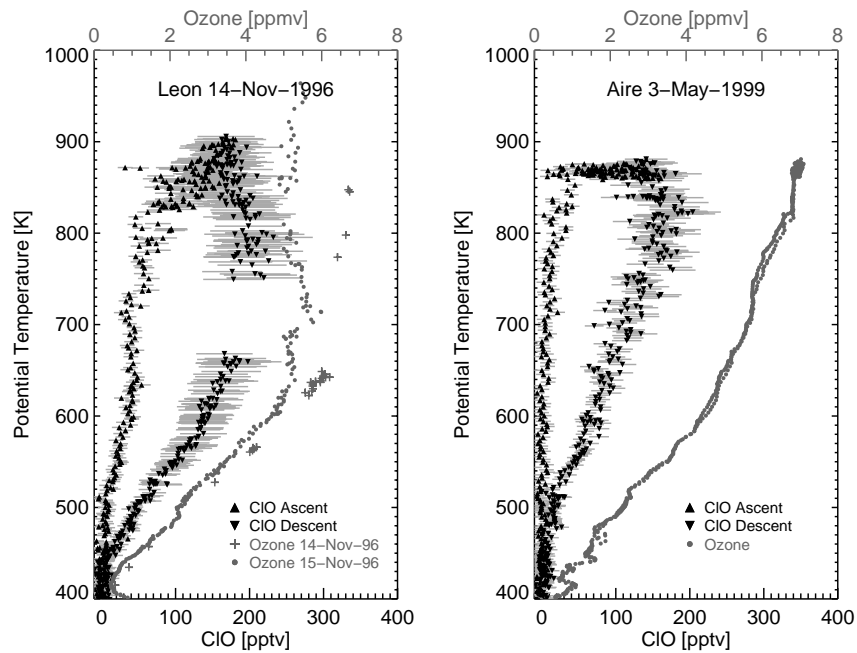 Ozone [ppmv]
0 2 4 6 8
1000
900
800
700
600
500
400
Potential Temperature [K]
Leon 14−Nov−1996
ClO Ascent
ClO Descent
Ozone 14−Nov−96
Ozone 15−Nov−96
0 100 200 300 400
ClO [pptv]
Ozone [ppmv]
0 2 4 6 8
1000
900
800
700
600
500
400
Potential Temperature [K]
Aire 3−May−1999
ClO Ascent
ClO Descent
Ozone
0 100 200 300 400
ClO [pptv]